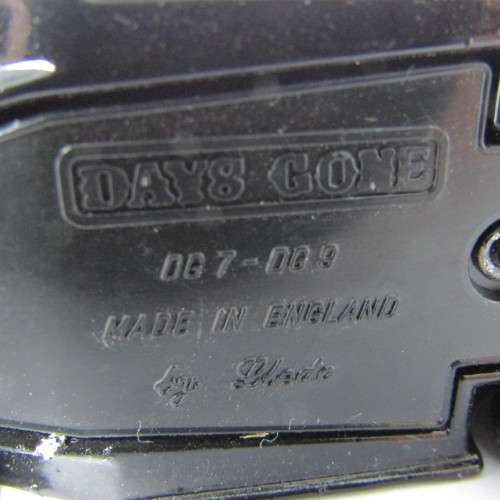 DAYS GONE
DG 7 - DG 9
MADE IN ENGLAND
by Lledo